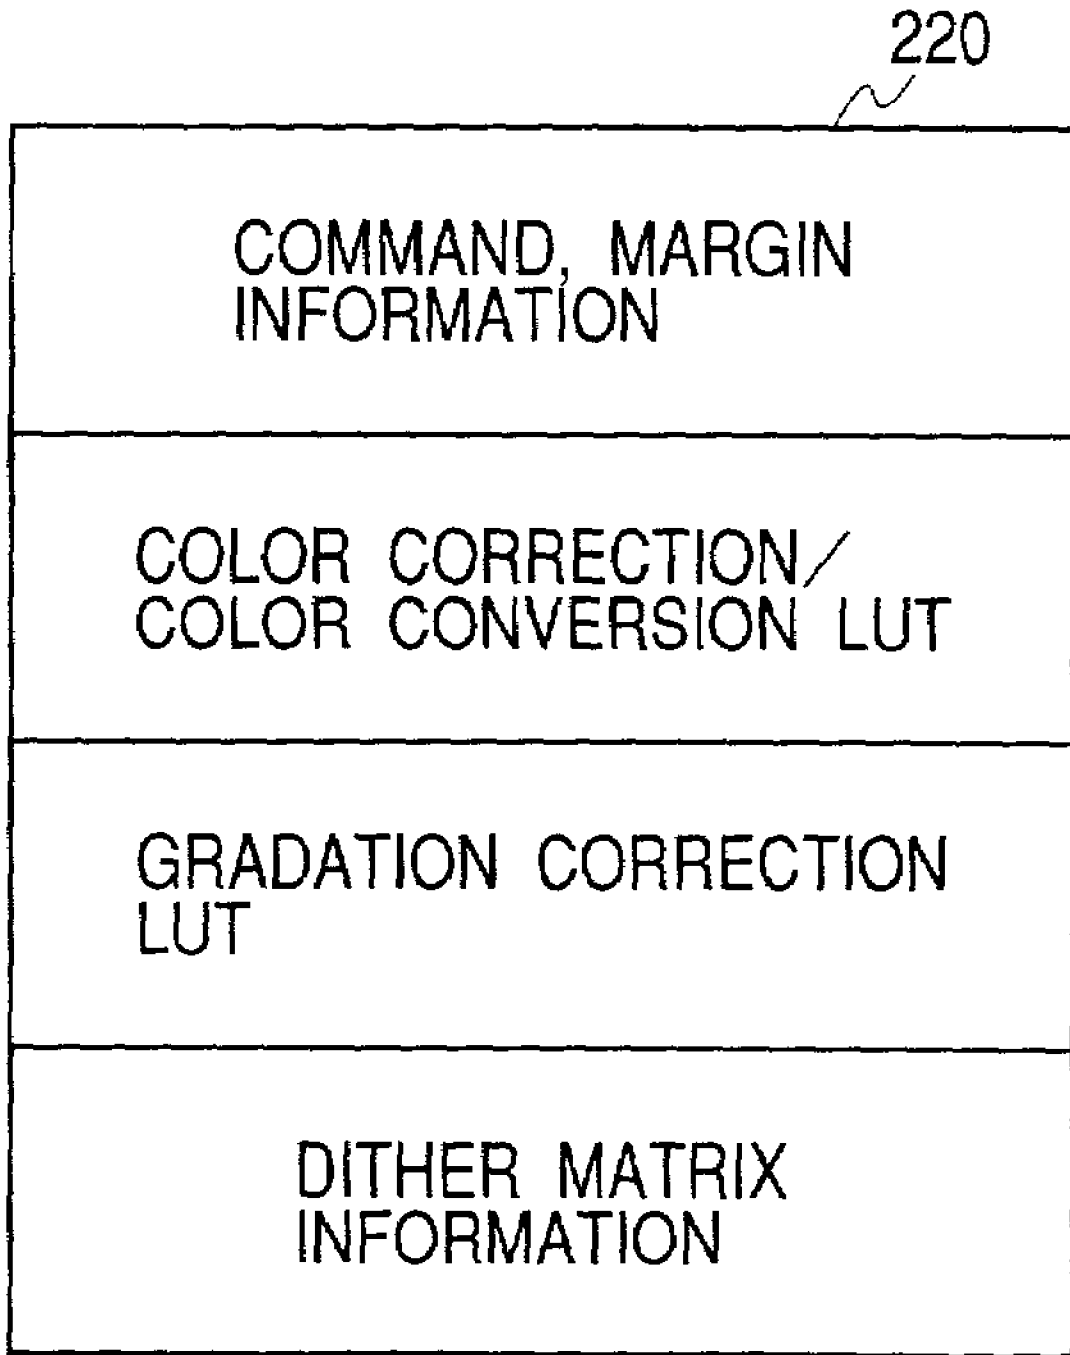 220
COMMAND, MARGIN
INFORMATION
COLOR CORRECTION/
COLOR CONVERSION LUT
GRADATION CORRECTION
LUT
DITHER MATRIX
INFORMATION